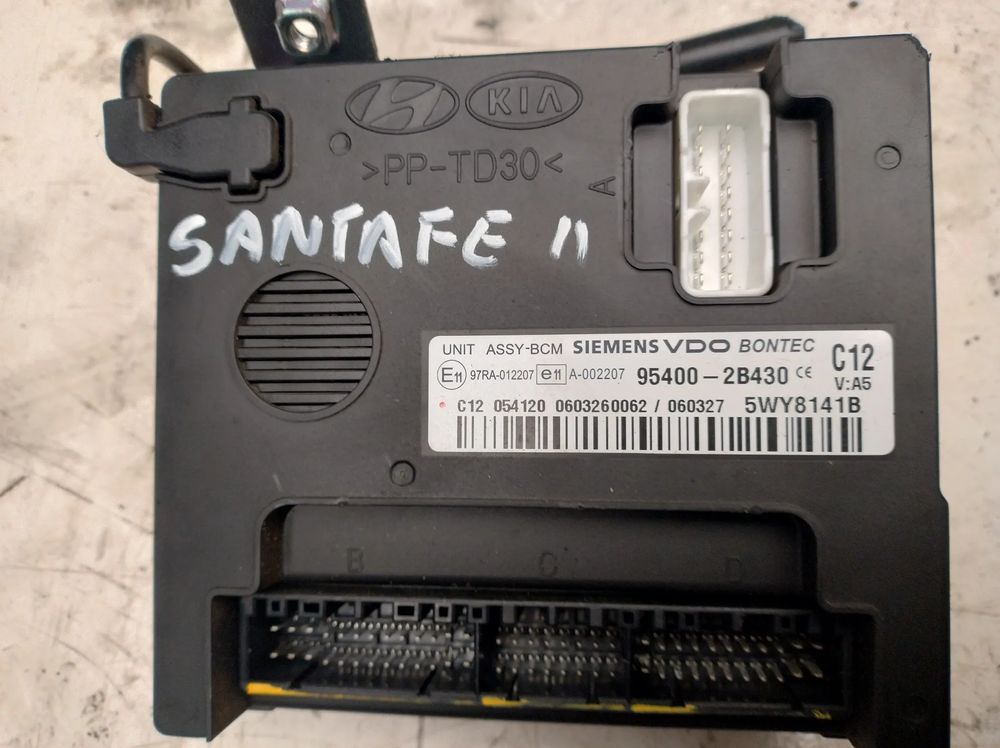 KIA
>PP-TD30<
A
SANTAFE II
UNIT ASSY-BCM SIEMENS VDO BONTEC C12
E11 97RA-012207 e11 A-002207 95400-2B430 CE V:A5
C12 054120 0603260062 / 060327 5WY8141B
B C D